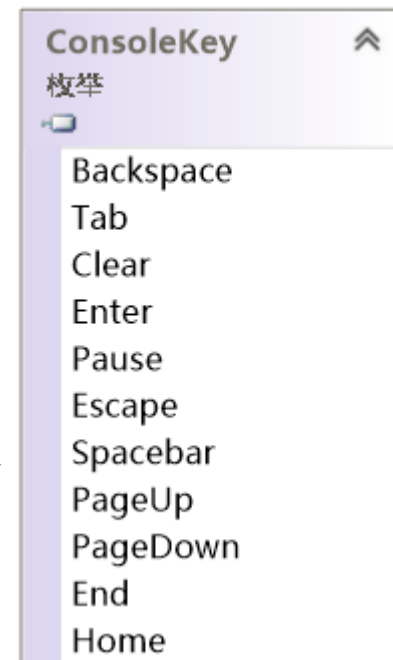 ConsoleKey
枚举
Backspace
Tab
Clear
Enter
Pause
Escape
Spacebar
PageUp
PageDown
End
Home